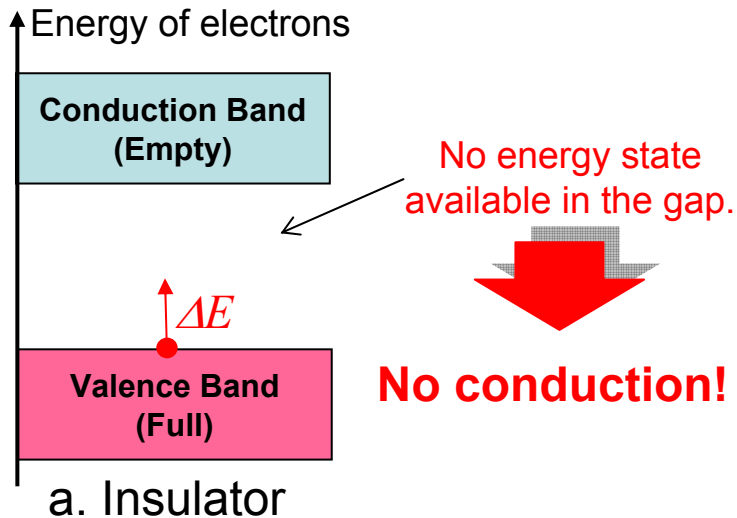 Energy of electrons
Conduction Band
(Empty)
No energy state
available in the gap.
ΔE
Valence Band
(Full)
No conduction!
a. Insulator